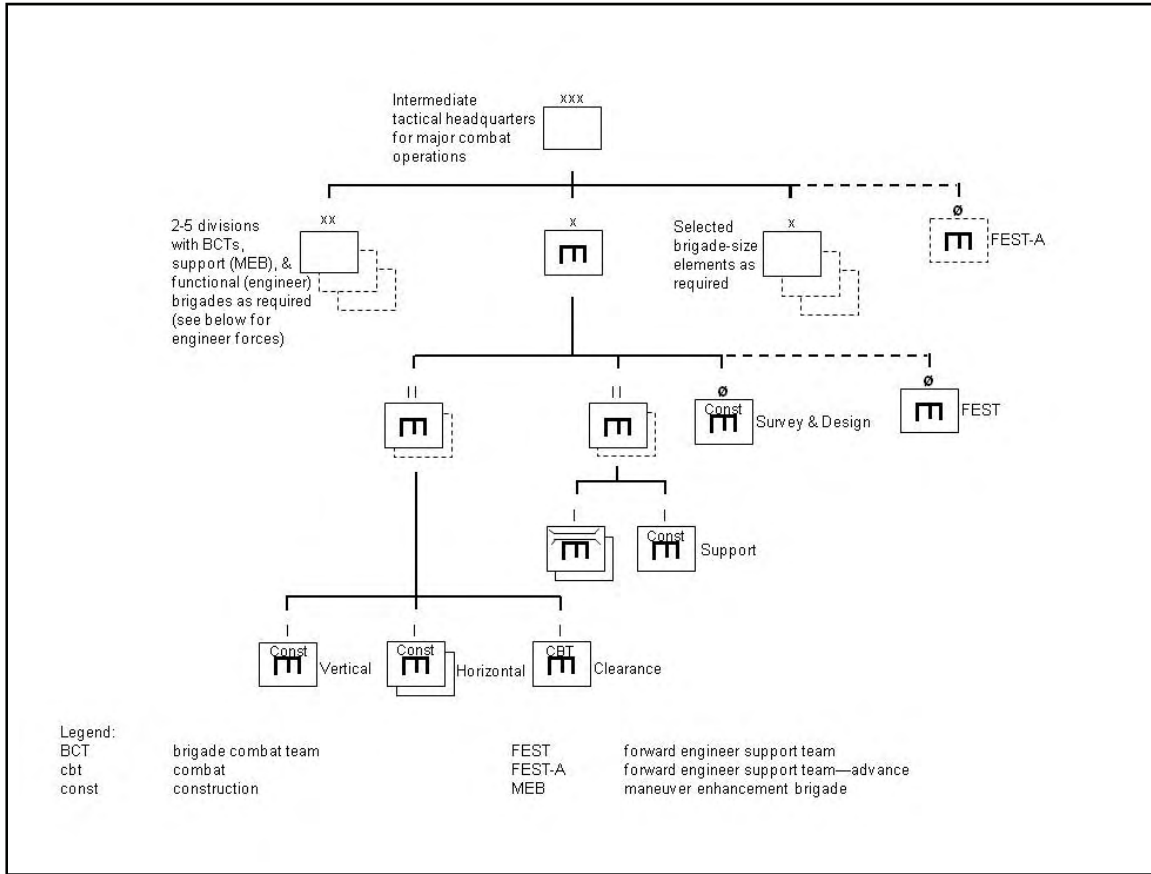 xxx
Intermediate
tactical headquarters
for major combat
operations
xx
2-5 divisions
with BCTs,
support (MEB), &
functional (engineer)
brigades as required
(see below for
engineer forces)
x
x
Selected
brigade-size
elements as
required
Ø
FEST-A
II
II
Ø
Const
Survey & Design
Ø
FEST
I
I
Const
Support
I
Const
Vertical
I
Const
Horizontal
I
CBT
Clearance
Legend:
BCT brigade combat team
cbt combat
const construction
FEST forward engineer support team
FEST-A forward engineer support team—advance
MEB maneuver enhancement brigade